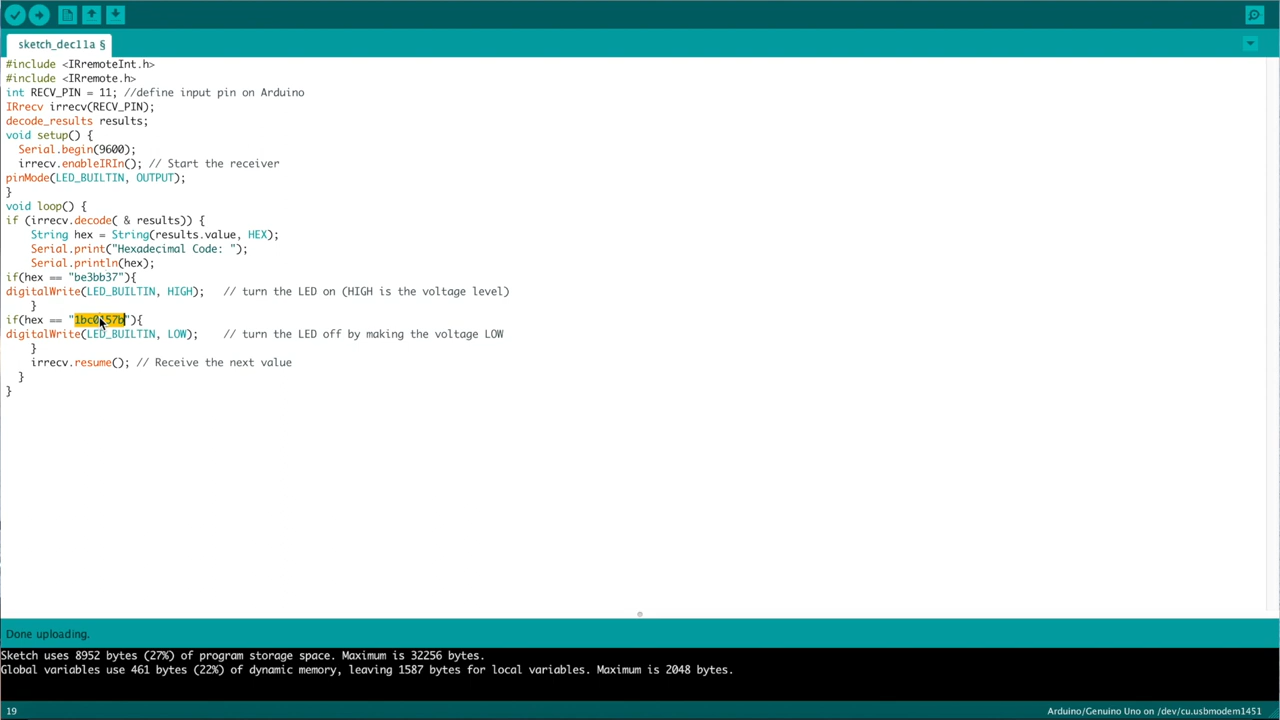 sketch_dec11a §
#include <IRremoteInt.h>
#include <IRremote.h>
int RECV_PIN = 11; //define input pin on Arduino
IRrecv irrecv(RECV_PIN);
decode_results results;
void setup() {
  Serial.begin(9600);
  irrecv.enableIRIn(); // Start the receiver
pinMode(LED_BUILTIN, OUTPUT);
}
void loop() {
if (irrecv.decode( & results)) {
    String hex = String(results.value, HEX);
    Serial.print("Hexadecimal Code: ");
    Serial.println(hex);
if(hex == "be3bb37"){
digitalWrite(LED_BUILTIN, HIGH);   // turn the LED on (HIGH is the voltage level)
    }
if(hex == "1bc0157b"){
digitalWrite(LED_BUILTIN, LOW);    // turn the LED off by making the voltage LOW
    }
    irrecv.resume(); // Receive the next value
  }
}
Done uploading.
Sketch uses 8952 bytes (27%) of program storage space. Maximum is 32256 bytes.
Global variables use 461 bytes (22%) of dynamic memory, leaving 1587 bytes for local variables. Maximum is 2048 bytes.
19 Arduino/Genuino Uno on /dev/cu.usbmodem1451